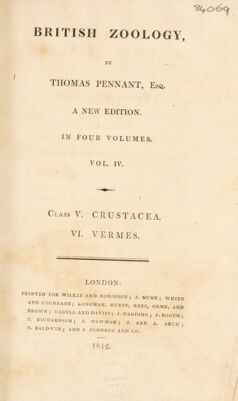 84069
BRITISH ZOOLOGY,
BY
THOMAS PENNANT, ESQ.
A NEW EDITION.
IN FOUR VOLUMES.
VOL. IV.
CLASS V. CRUSTACEA.
VI. VERMES.
LONDON:
PRINTED FOR WILKIE AND ROBINSON; J. NUNN; WHITE
AND COCHRANE; LONGMAN, HURST, REES, ORME, AND
BROWN; CADELL AND DAVIES; J. HARDING; J. BOOTH;
J. RICHARDSON; J. MAWMAN; J. AND A. ARCH;
R. BALDWIN; AND J. JOHNSON AND CO.
1812.